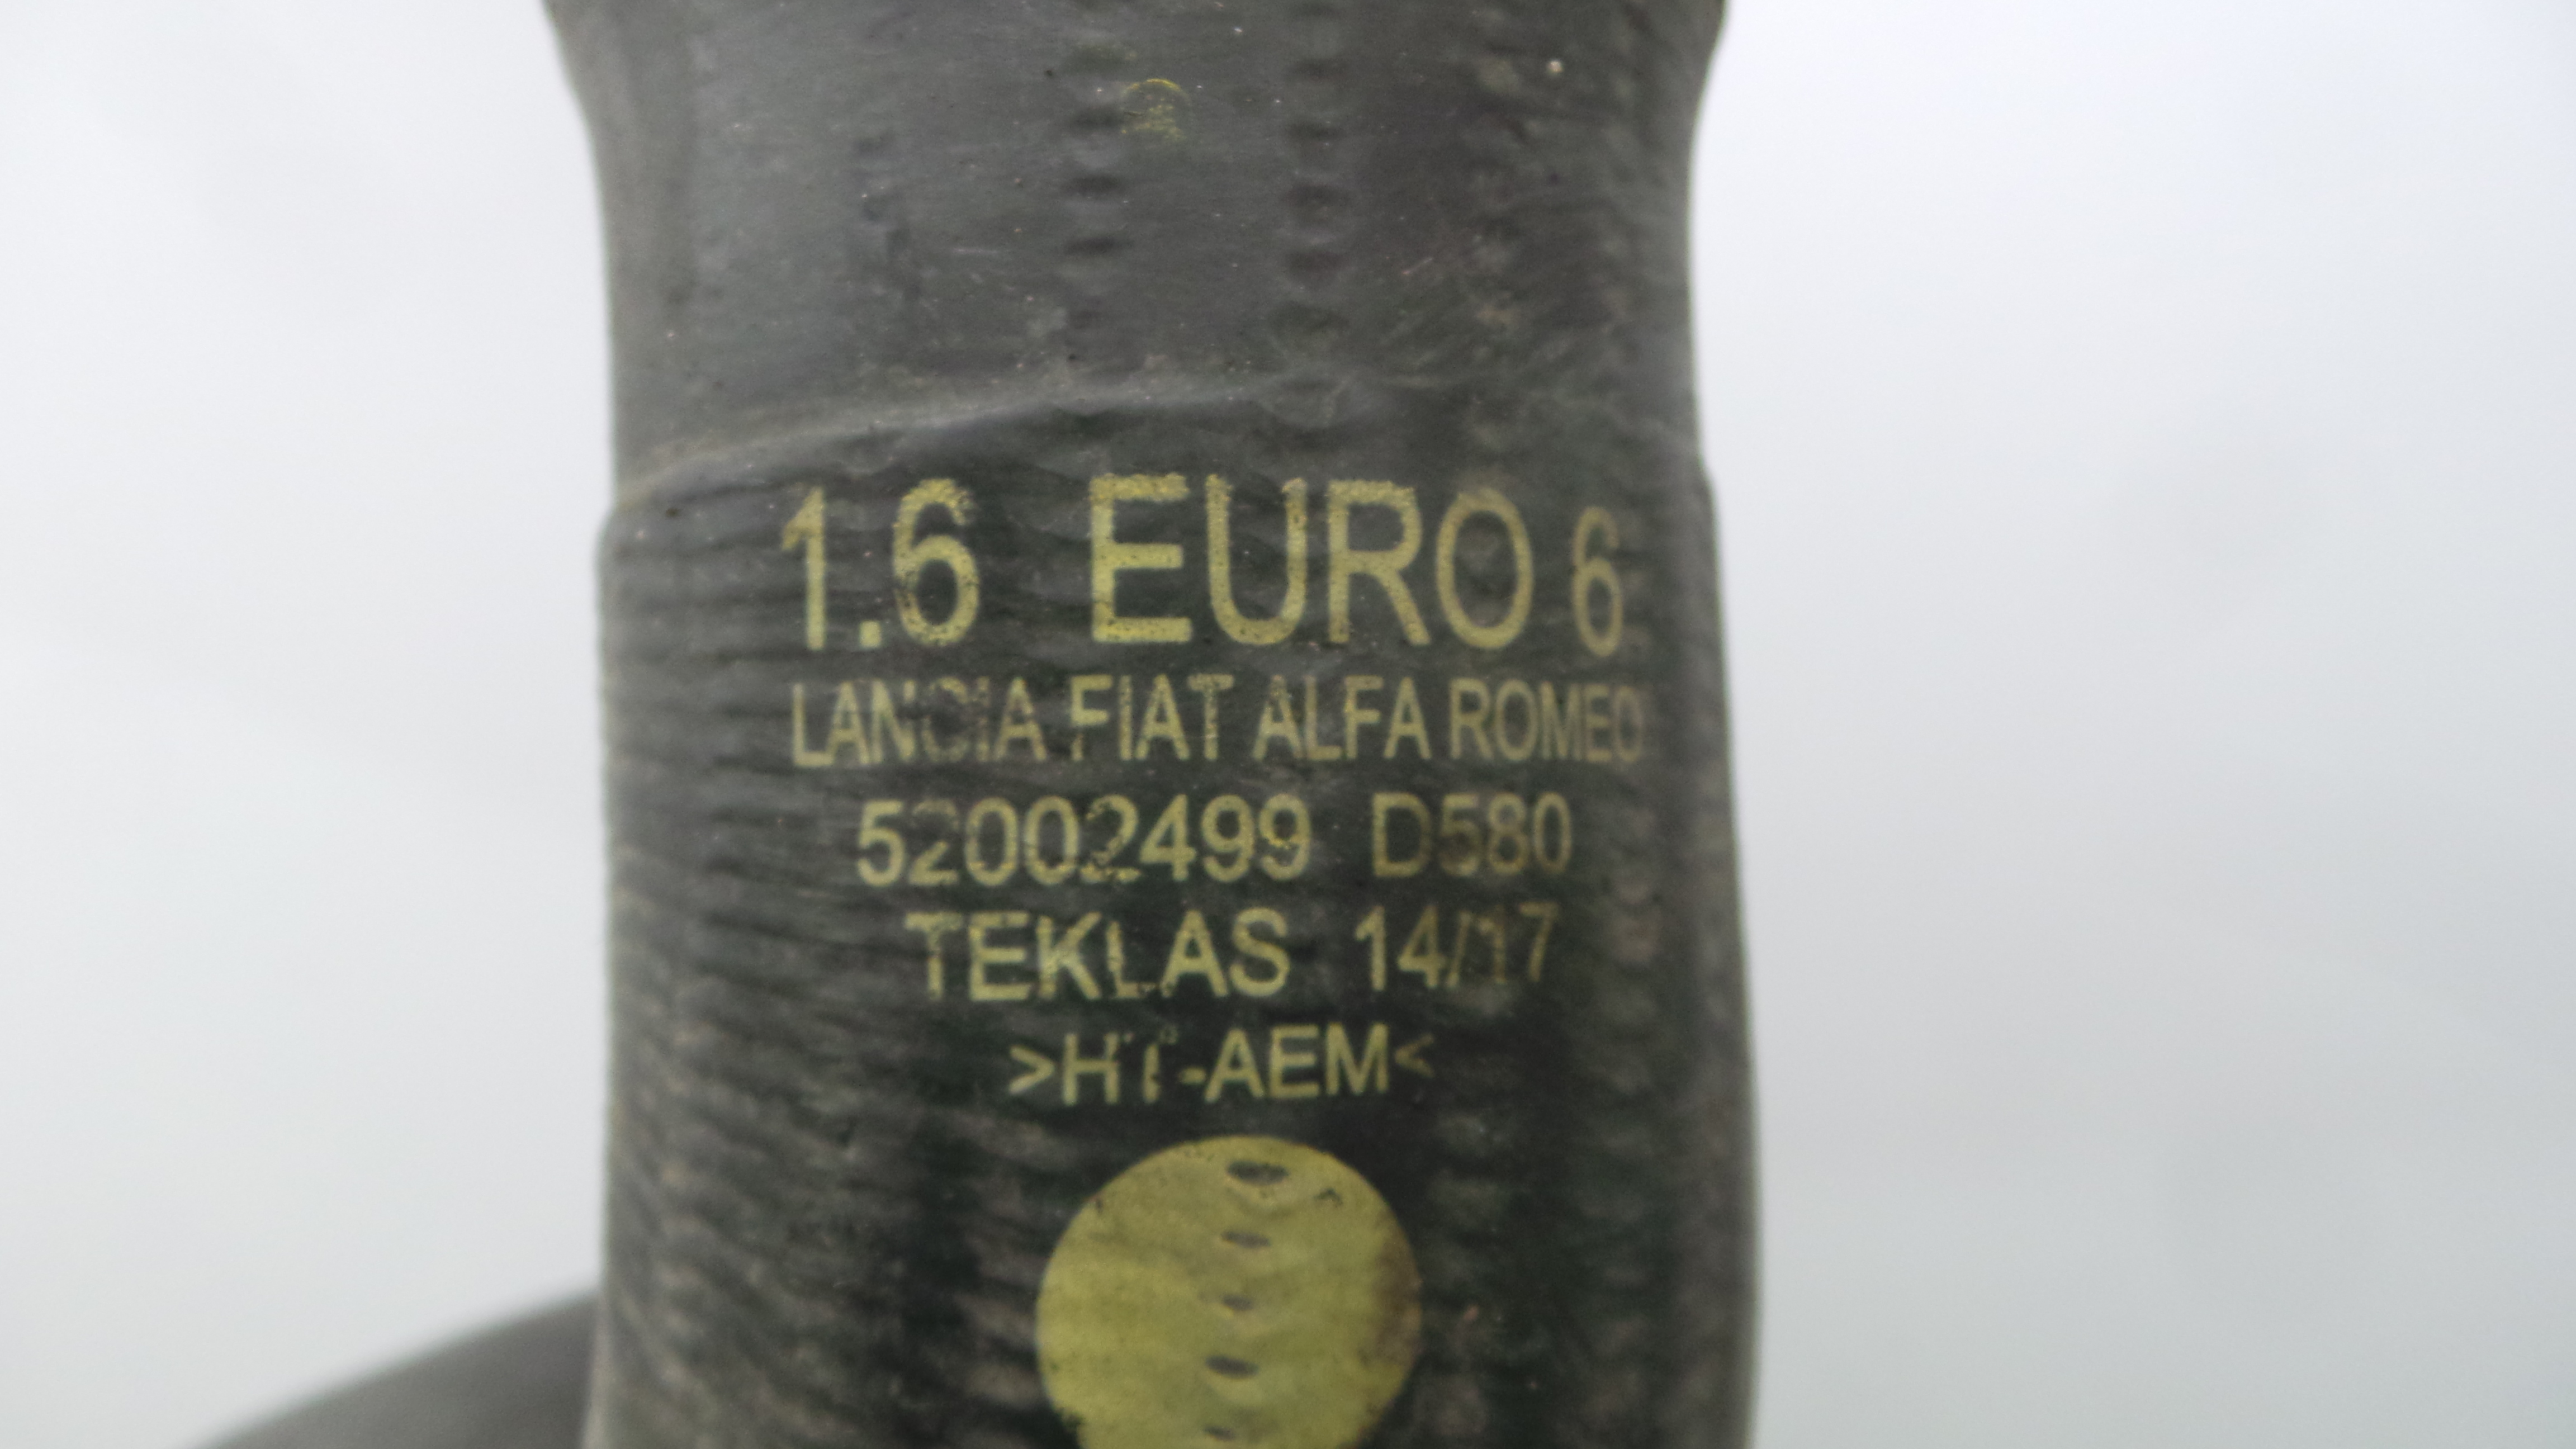 1.6 EURO 6
LANCIA FIAT ALFA ROMEO
52002499 D580
TEKLAS 14/17
>HT-AEM<